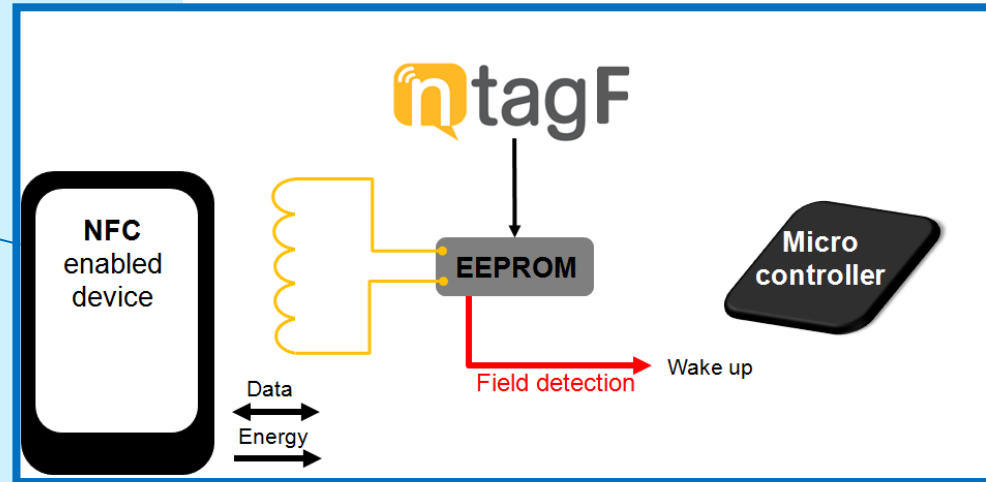 ntagF
NFC
enabled
device
EEPROM
Micro
controller
Wake up
Field detection
Data
Energy